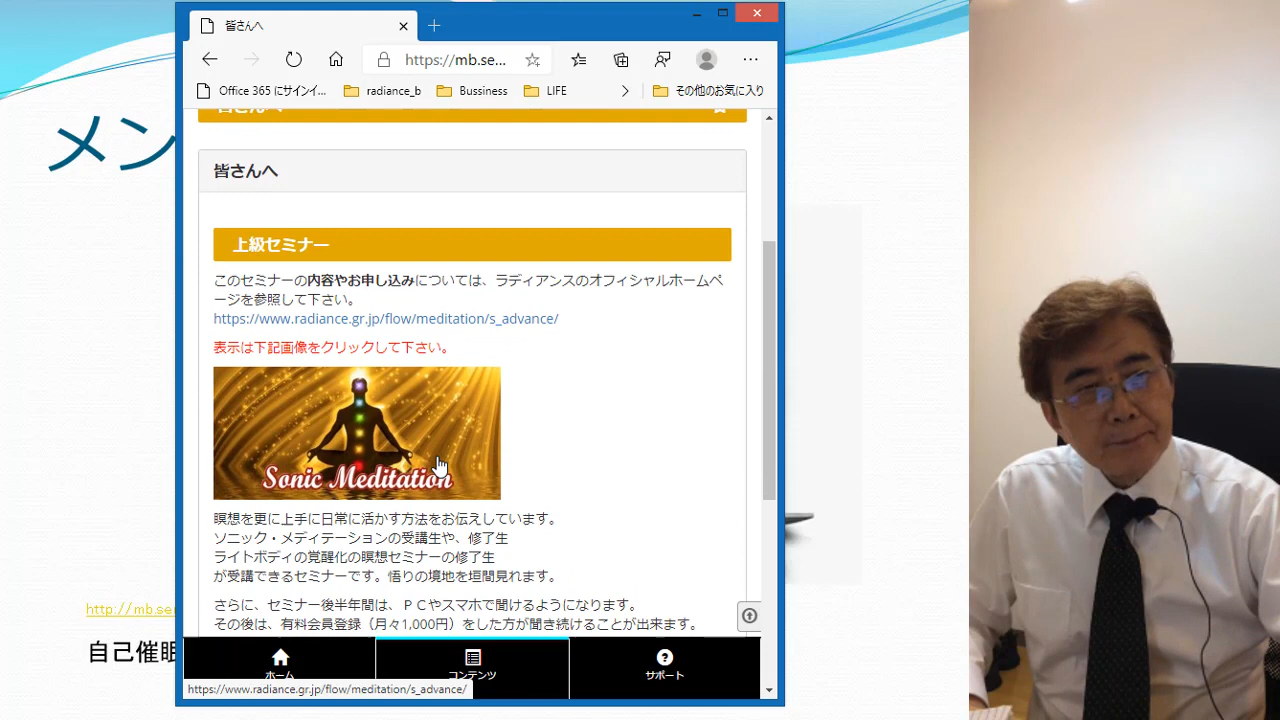 皆さんへ
https://mb.se...
Office 365 にサインイ...
radiance_b
Bussiness
LIFE
その他のお気に入り
メン
皆さんへ
皆さんへ
上級セミナー
このセミナーの内容やお申し込みについては、ラディアンスのオフィシャルホームペ
ージを参照して下さい。
https://www.radiance.gr.jp/flow/meditation/s_advance/
表示は下記画像をクリックして下さい。
Sonic Meditation
瞑想を更に上手に日常に活かす方法をお伝えしています。
ソニック・メディテーションの受講生や、修了生
ライトボディの覚醒化の瞑想セミナーの修了生
が受講できるセミナーです。悟りの境地を垣間見れます。
さらに、セミナー後半年間は、ＰＣやスマホで聞けるようになります。
その後は、有料会員登録（月々1,000円）をした方が聞き続けることが出来ます。
http://mb.se
自己催眠
ホーム
コンテンツ
サポート
https://www.radiance.gr.jp/flow/meditation/s_advance/